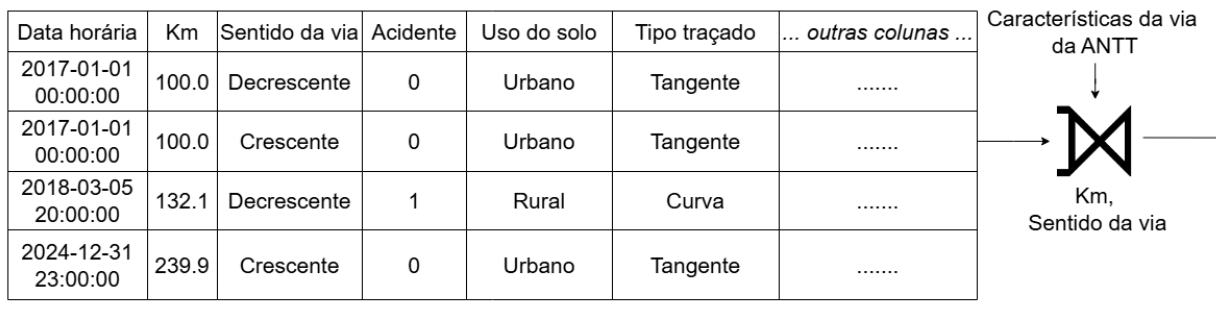 Data horária Km Sentido da via Acidente Uso do solo Tipo traçado ... outras colunas ...
2017-01-01
00:00:00 100.0 Decrescente 0 Urbano Tangente .......
2017-01-01
00:00:00 100.0 Crescente 0 Urbano Tangente .......
2018-03-05
20:00:00 132.1 Decrescente 1 Rural Curva .......
2024-12-31
23:00:00 239.9 Crescente 0 Urbano Tangente .......
Características da via
da ANTT
Km,
Sentido da via